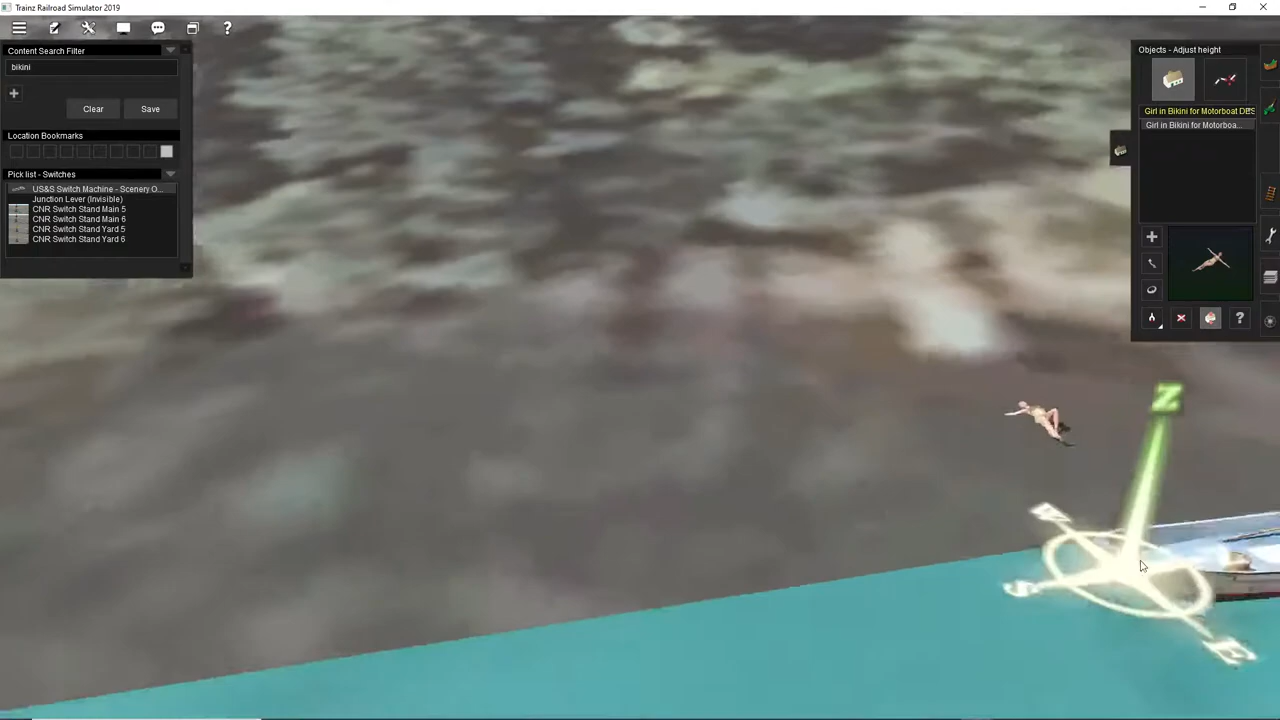 Trainz Railroad Simulator 2019
Content Search Filter
bikini
Clear
Save
Location Bookmarks
Pick list - Switches
US&S Switch Machine - Scenery O...
Junction Lever (Invisible)
CNR Switch Stand Main 5
CNR Switch Stand Main 6
CNR Switch Stand Yard 5
CNR Switch Stand Yard 6
Objects - Adjust height
Girl in Bikini for Motorboat DES
Girl in Bikini for Motorboa...
Z
N
E